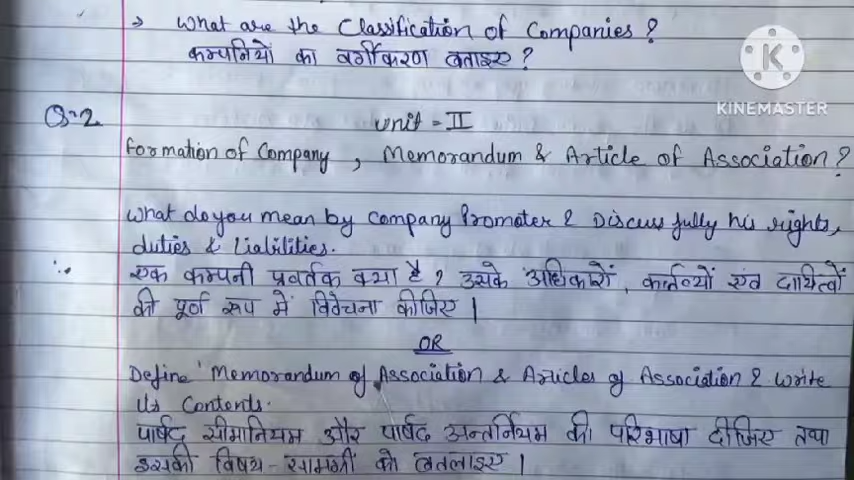 → What are the Classification of Companies?
कम्पनियों का वर्गीकरण बताइए?
KINEMASTER
Q-2 Unit - II
Formation of Company, Memorandum & Article of Association?
What do you mean by Company Promoter? Discuss fully his rights,
duties & Liabilities.
एक कम्पनी प्रवर्तक क्या है? उसके अधिकारों, कर्तव्यों एंव दायित्वों
की पूर्ण रूप में विवेचना कीजिए।
OR
Define Memorandum of Association & Articles of Association? Write
its Contents.
पार्षद सीमानियम और पार्षद अन्तर्नियम की परिभाषा दीजिए तथा
इसकी विषय-सामग्री को बतलाइए।